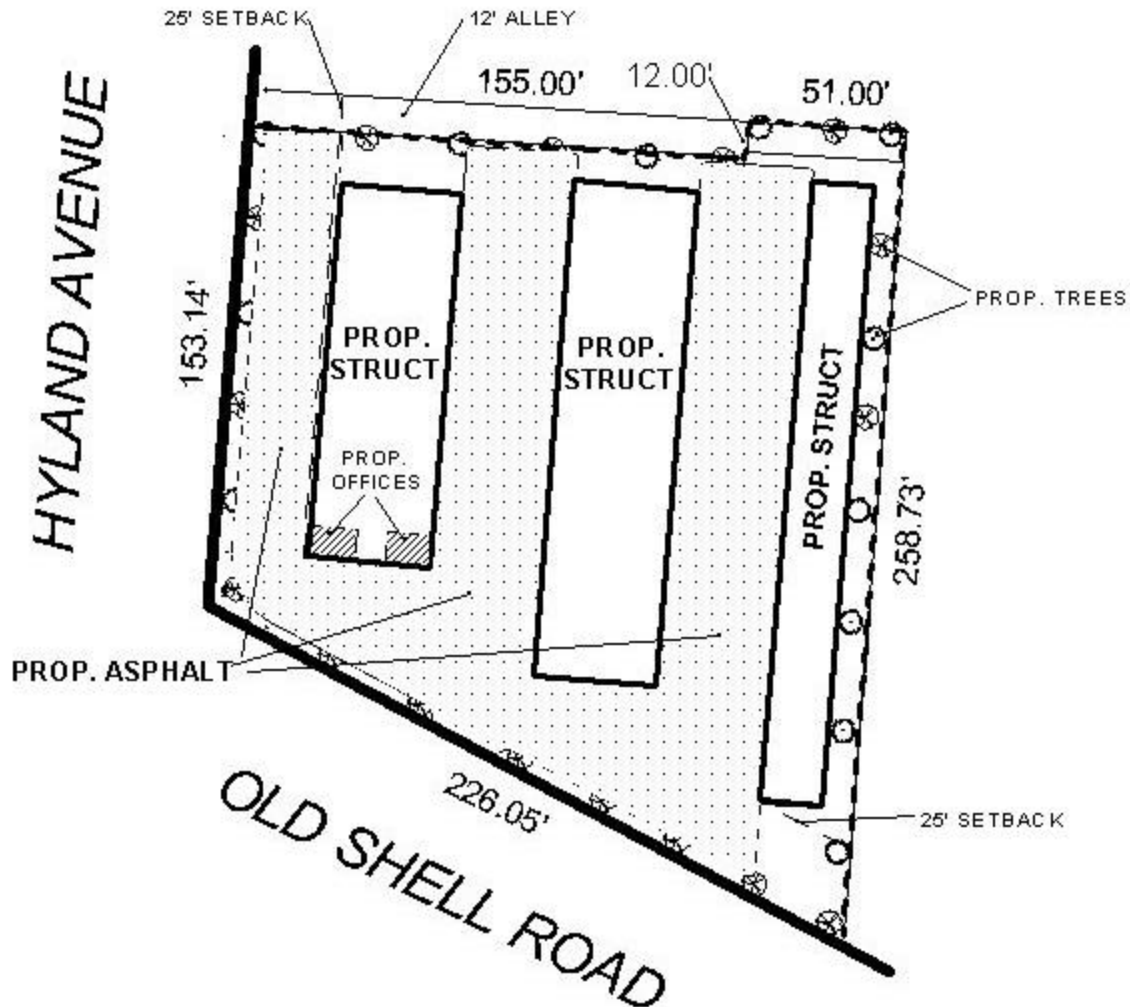 25' SETBACK
12' ALLEY
155.00'
12.00'
51.00'
HYLAND AVENUE
153.14'
PROP. TREES
PROP.
STRUCT
PROP.
STRUCT
PROP. STRUCT
PROP.
OFFICES
258.73'
PROP. ASPHALT
226.05'
25' SETBACK
OLD SHELL ROAD